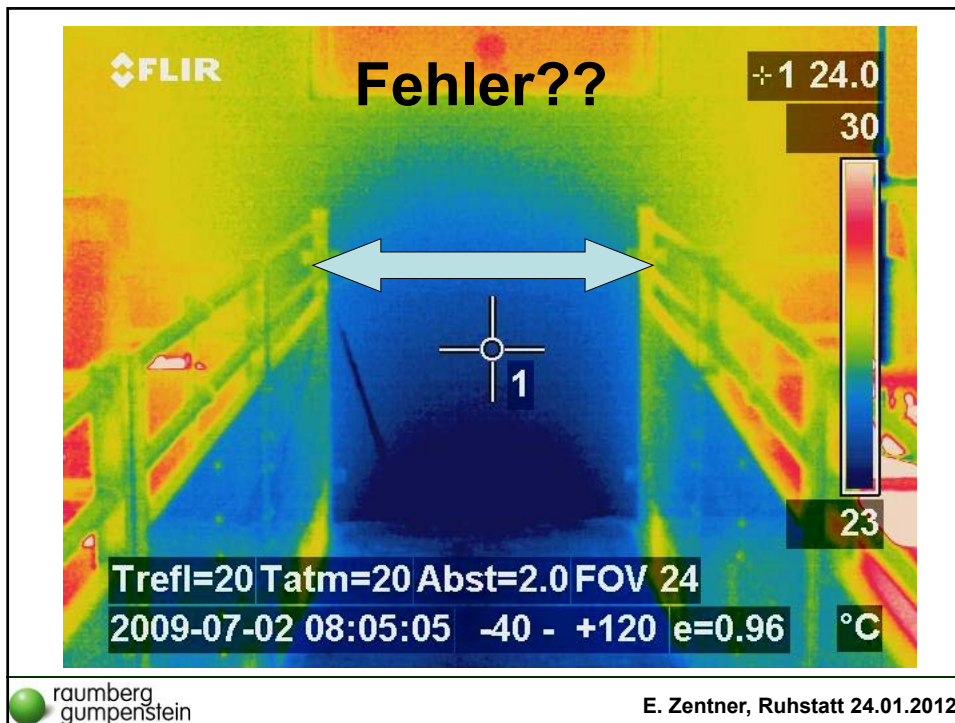 FLIR
Fehler??
1 24.0
30
1
23
Trefl=20 Tatm=20 Abst=2.0 FOV 24
2009-07-02 08:05:05 -40 - +120 e=0.96 °C
raumberg
gumpenstein
E. Zentner, Ruhstatt 24.01.2012